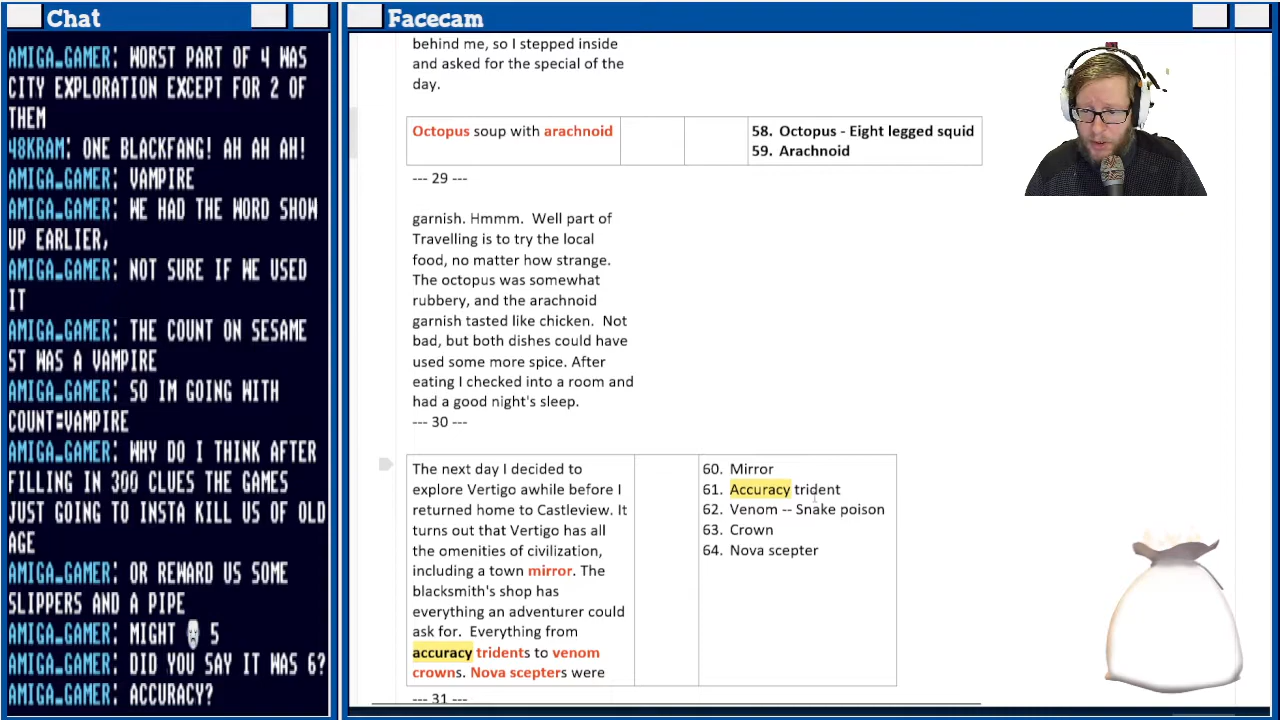 Chat
AMIGA_GAMER: WORST PART OF 4 WAS
CITY EXPLORATION EXCEPT FOR 2 OF
THEM
48KRAM: ONE BLACKFANG! AH AH AH!
AMIGA_GAMER: VAMPIRE
AMIGA_GAMER: WE HAD THE WORD SHOW
UP EARLIER,
AMIGA_GAMER: NOT SURE IF WE USED
IT
AMIGA_GAMER: THE COUNT ON SESAME
ST WAS A VAMPIRE
AMIGA_GAMER: SO IM GOING WITH
COUNT=VAMPIRE
AMIGA_GAMER: WHY DO I THINK AFTER
FILLING IN 300 CLUES THE GAMES
JUST GOING TO INSTA KILL US OF OLD
AGE
AMIGA_GAMER: OR REWARD US SOME
SLIPPERS AND A PIPE
AMIGA_GAMER: MIGHT 5
AMIGA_GAMER: DID YOU SAY IT WAS 6?
AMIGA_GAMER: ACCURACY?
Facecam
behind me, so I stepped inside
and asked for the special of the
day.
Octopus soup with arachnoid
58. Octopus - Eight legged squid
59. Arachnoid
--- 29 ---
garnish. Hmmm. Well part of
Travelling is to try the local
food, no matter how strange.
The octopus was somewhat
rubbery, and the arachnoid
garnish tasted like chicken. Not
bad, but both dishes could have
used some more spice. After
eating I checked into a room and
had a good night's sleep.
--- 30 ---
The next day I decided to
explore Vertigo awhile before I
returned home to Castleview. It
turns out that Vertigo has all
the omenities of civilization,
including a town mirror. The
blacksmith's shop has
everything an adventurer could
ask for. Everything from
accuracy tridents to venom
crowns. Nova scepters were
60. Mirror
61. Accuracy trident
62. Venom -- Snake poison
63. Crown
64. Nova scepter
--- 31 ---